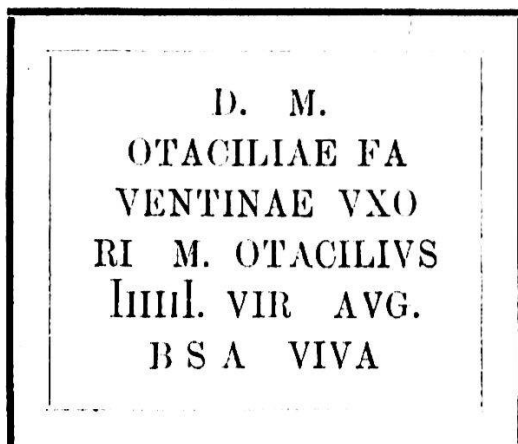 D. M.
OTACILIAE FA
VENTINAE VXO
RI M. OTACILIVS
IIIIII. VIR AVG.
B S A VIVA